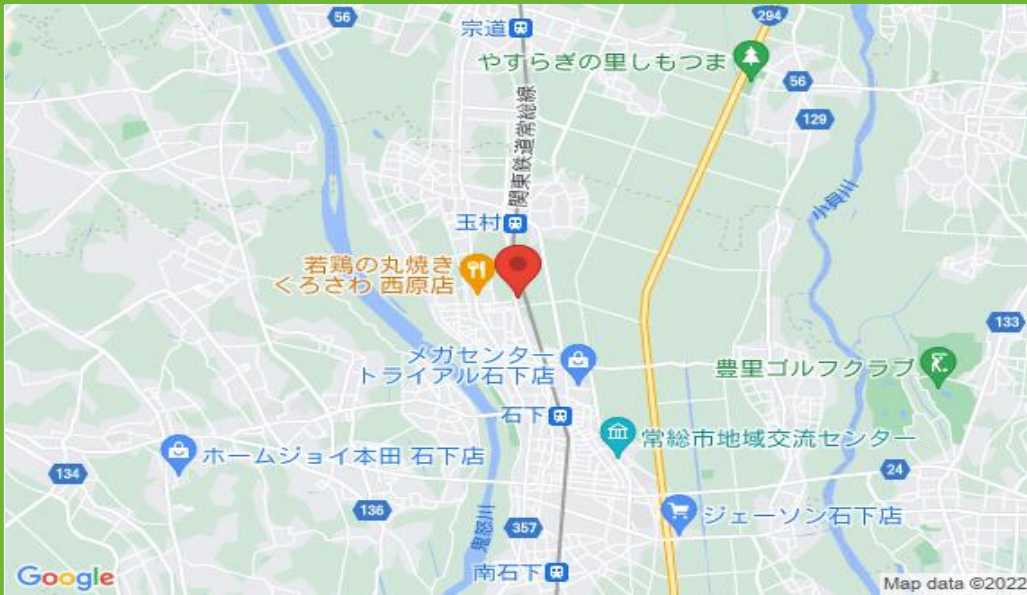 56
宗道
294
やすらぎの里しもつま
56
129
関東鉄道常総線
小貝川
玉村
若鶏の丸焼き
くろさわ 西原店
133
メガセンター
トライアル石下店
豊里ゴルフクラブ
石下
常総市地域交流センター
ホームジョイ本田 石下店
134
24
136
鬼怒川
357
ジェーソン石下店
南石下
Google
Map data ©2022